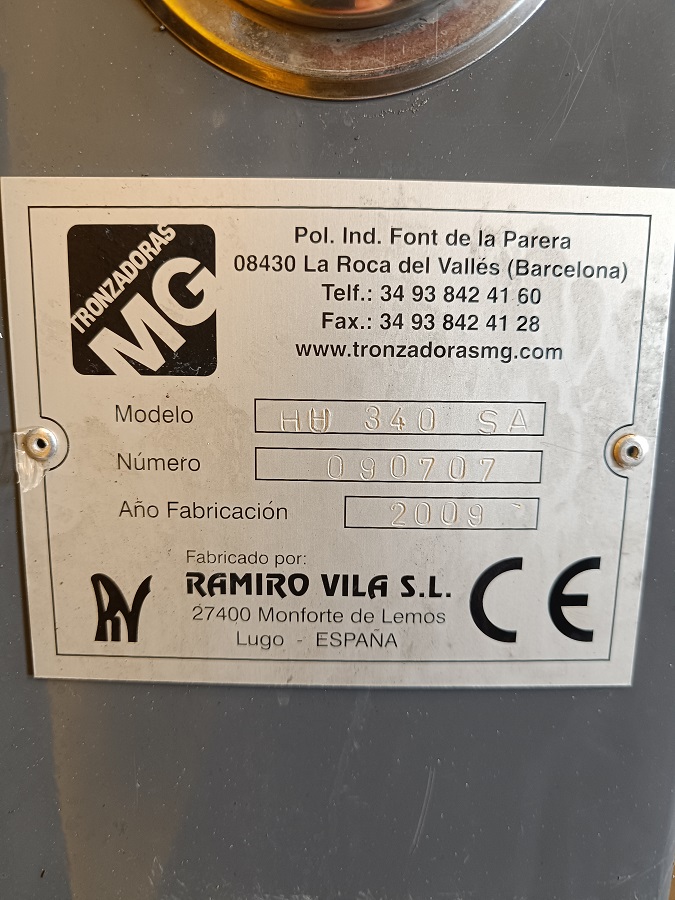 TRONZADORAS
MG
Pol. Ind. Font de la Parera
08430 La Roca del Vallés (Barcelona)
Telf.: 34 93 842 41 60
Fax.: 34 93 842 41 28
www.tronzadorasmg.com
Modelo HU 340 SA
Número 090707
Año Fabricación 2009
Fabricado por:
RAMIRO VILA S.L.
27400 Monforte de Lemos
Lugo - ESPAÑA
RV
CE